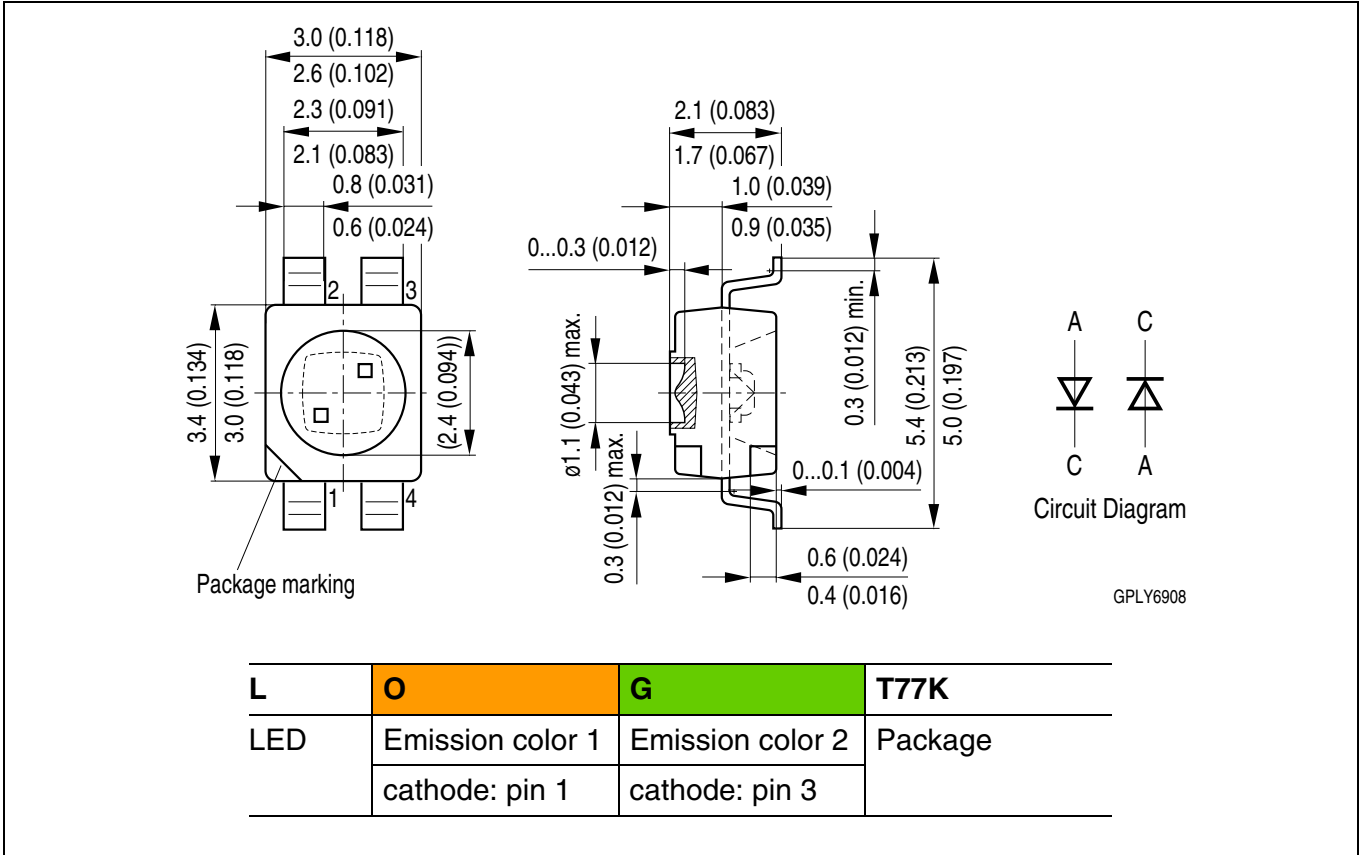 3.0 (0.118)
2.6 (0.102)
2.3 (0.091)
2.1 (0.083)
0.8 (0.031)
0.6 (0.024)
2
3
3.4 (0.134)
3.0 (0.118)
(2.4 (0.094))
1
4
Package marking
2.1 (0.083)
1.7 (0.067)
1.0 (0.039)
0.9 (0.035)
0...0.3 (0.012)
ø1.1 (0.043) max.
0.3 (0.012) max.
0.3 (0.012) min.
5.4 (0.213)
5.0 (0.197)
0...0.1 (0.004)
0.6 (0.024)
0.4 (0.016)
A C
C A
Circuit Diagram
GPLY6908
L O G T77K
LED Emission color 1 Emission color 2 Package
cathode: pin 1 cathode: pin 3